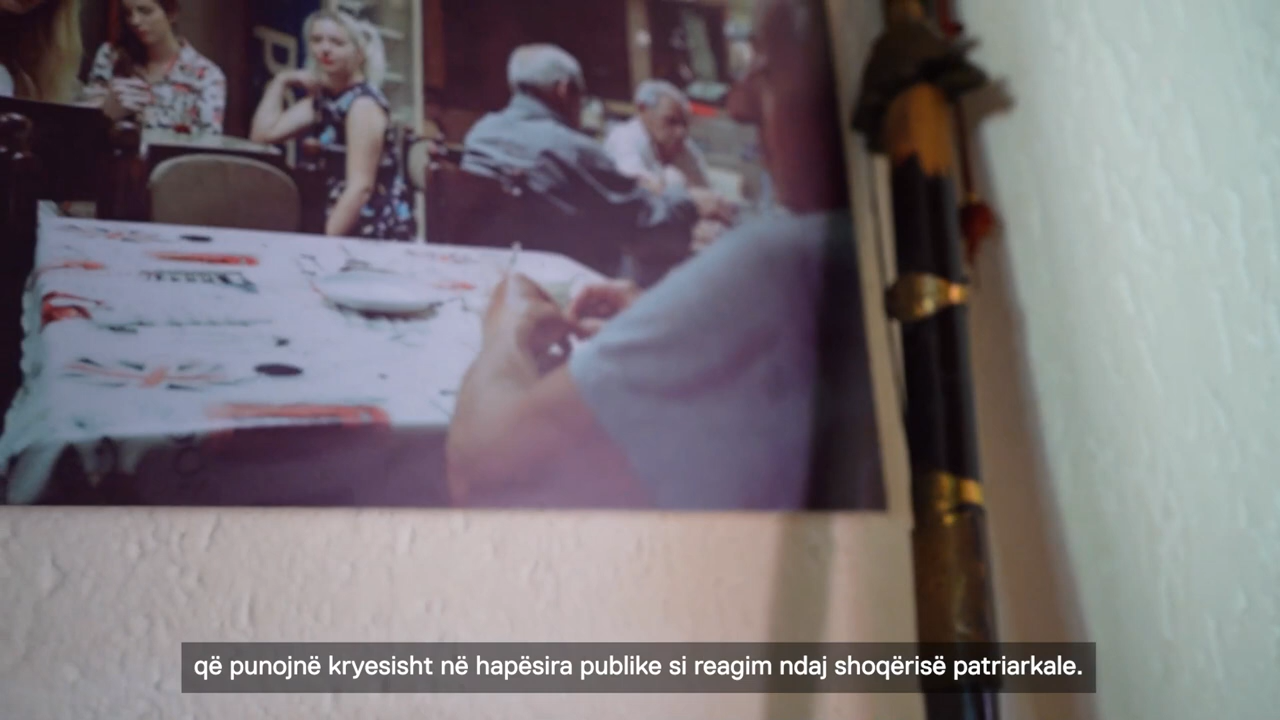 që punojnë kryesisht në hapësira publike si reagim ndaj shoqërisë patriarkale.